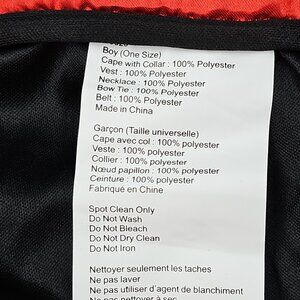 Boy (One Size)
Cape with Collar : 100% Polyester
Vest : 100% Polyester
Necklace : 100% Polyester
Bow Tie : 100% Polyester
Belt : 100% Polyester
Made in China
Garçon (Taille universelle)
Cape avec col : 100% polyester
Veste : 100% polyester
Collier : 100% polyester
Nœud papillon : 100% polyester
Ceinture : 100% polyester
Fabriqué en Chine
Spot Clean Only
Do Not Wash
Do Not Bleach
Do Not Dry Clean
Do Not Iron
Nettoyer seulement les taches
Ne pas laver
Ne pas utiliser d'agent de blanchiment
Ne pas nettoyer à sec